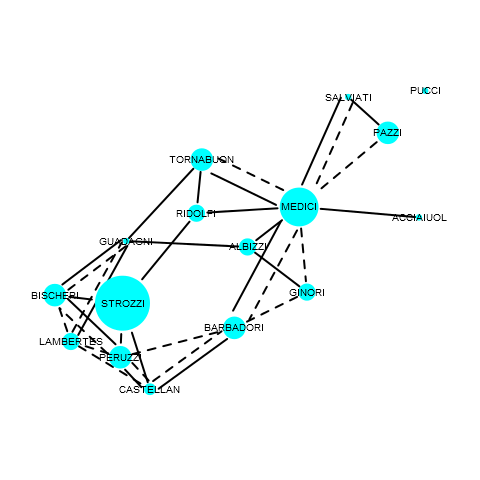 PUCCI
SALVIATI
PAZZI
TORNABUON
MEDICI
RIDOLFI
ACCIAIUOL
GUADAGNI
ALBIZZI
GINORI
BISCHERI
STROZZI
BARBADORI
LAMBERTES
PERUZZI
CASTELLAN